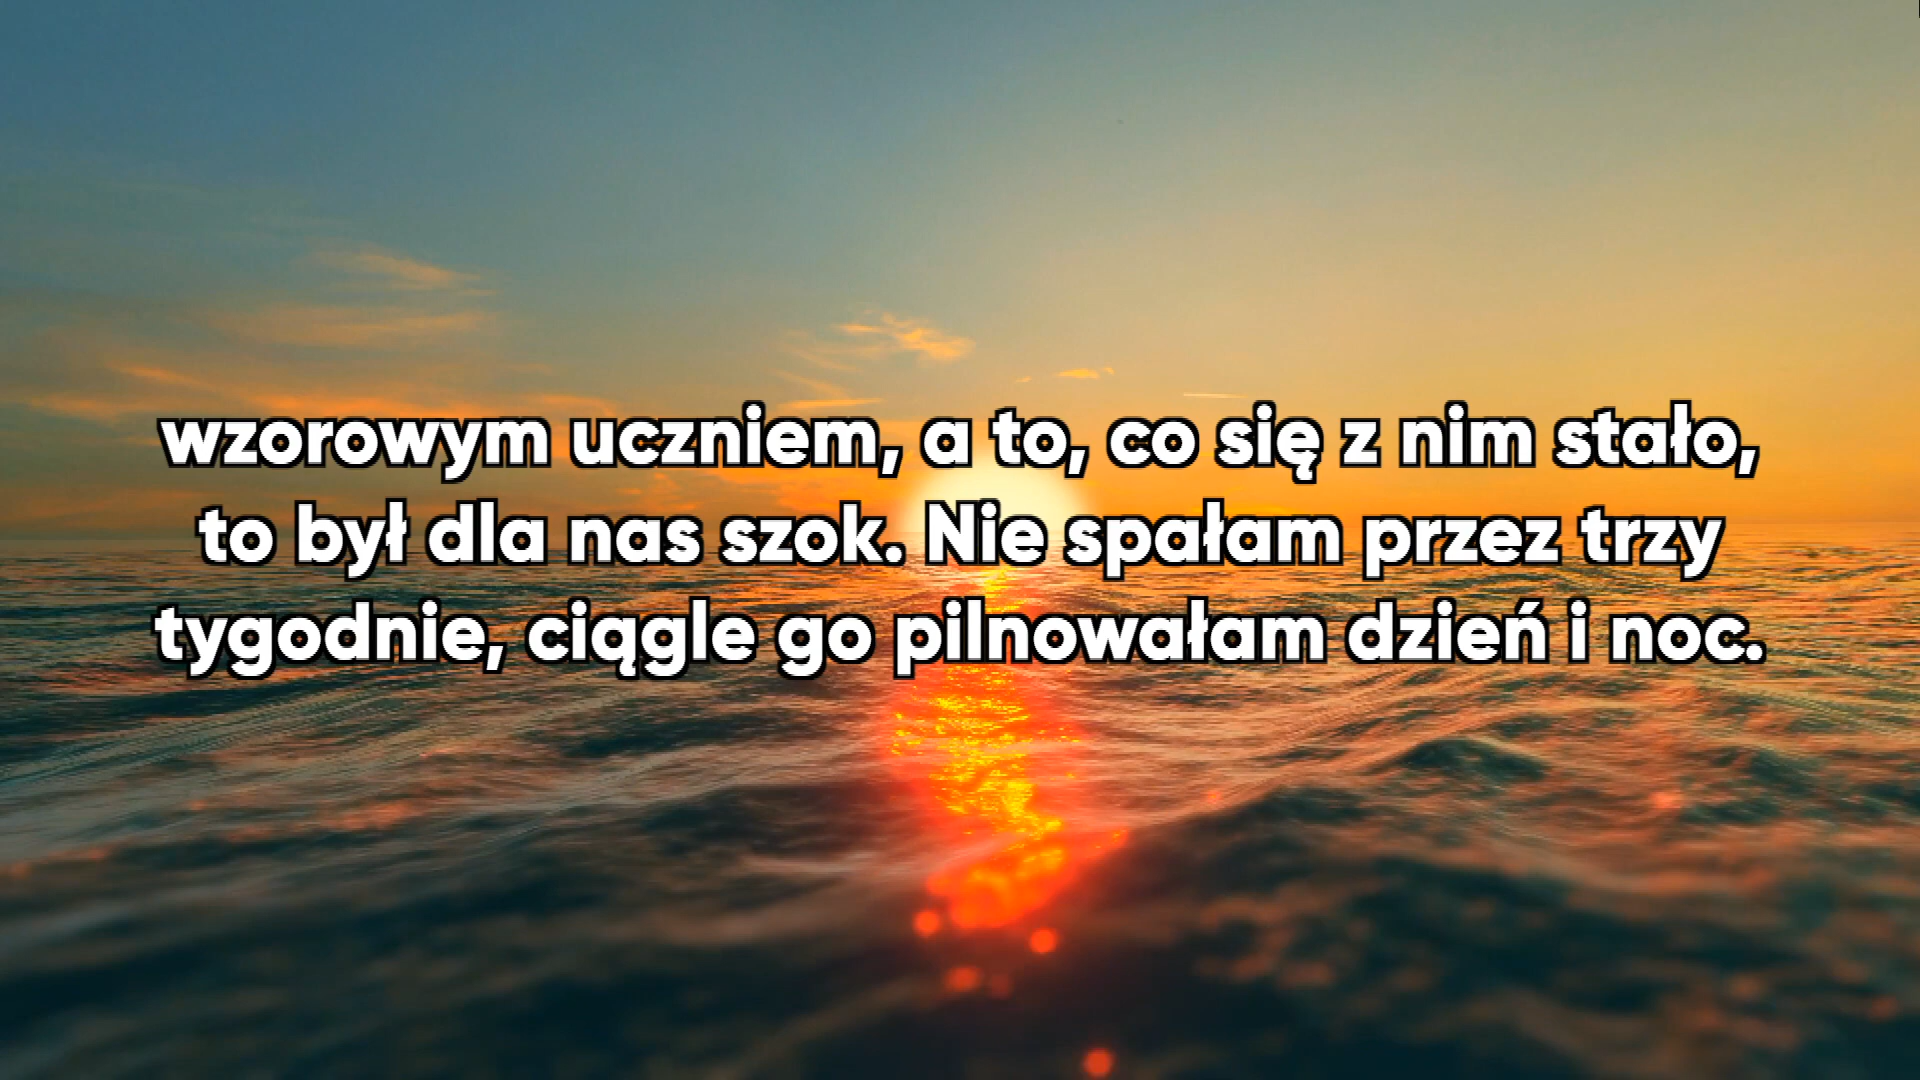 wzorowym uczniem, a to, co się z nim stało,
to był dla nas szok. Nie spałam przez trzy
tygodnie, ciągle go pilnowałam dzień i noc.